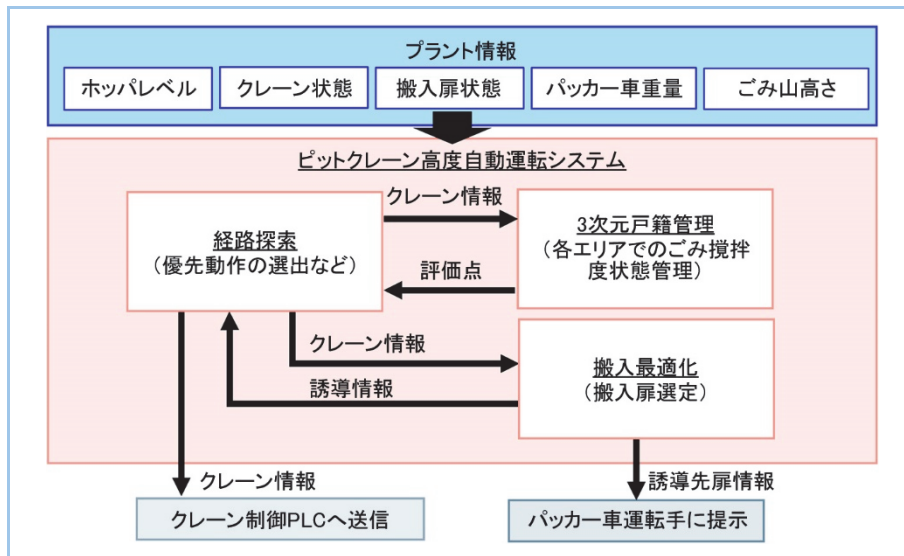 プラント情報
ホッパレベル
クレーン状態
搬入扉状態
パッカー車重量
ごみ山高さ
ピットクレーン高度自動運転システム
クレーン情報
経路探索
(優先動作の選出など)
3次元戸籍管理
(各エリアでのごみ撹拌
度状態管理)
評価点
クレーン情報
誘導情報
搬入最適化
(搬入扉選定)
クレーン情報
誘導先扉情報
クレーン制御PLCへ送信
パッカー車運転手に提示